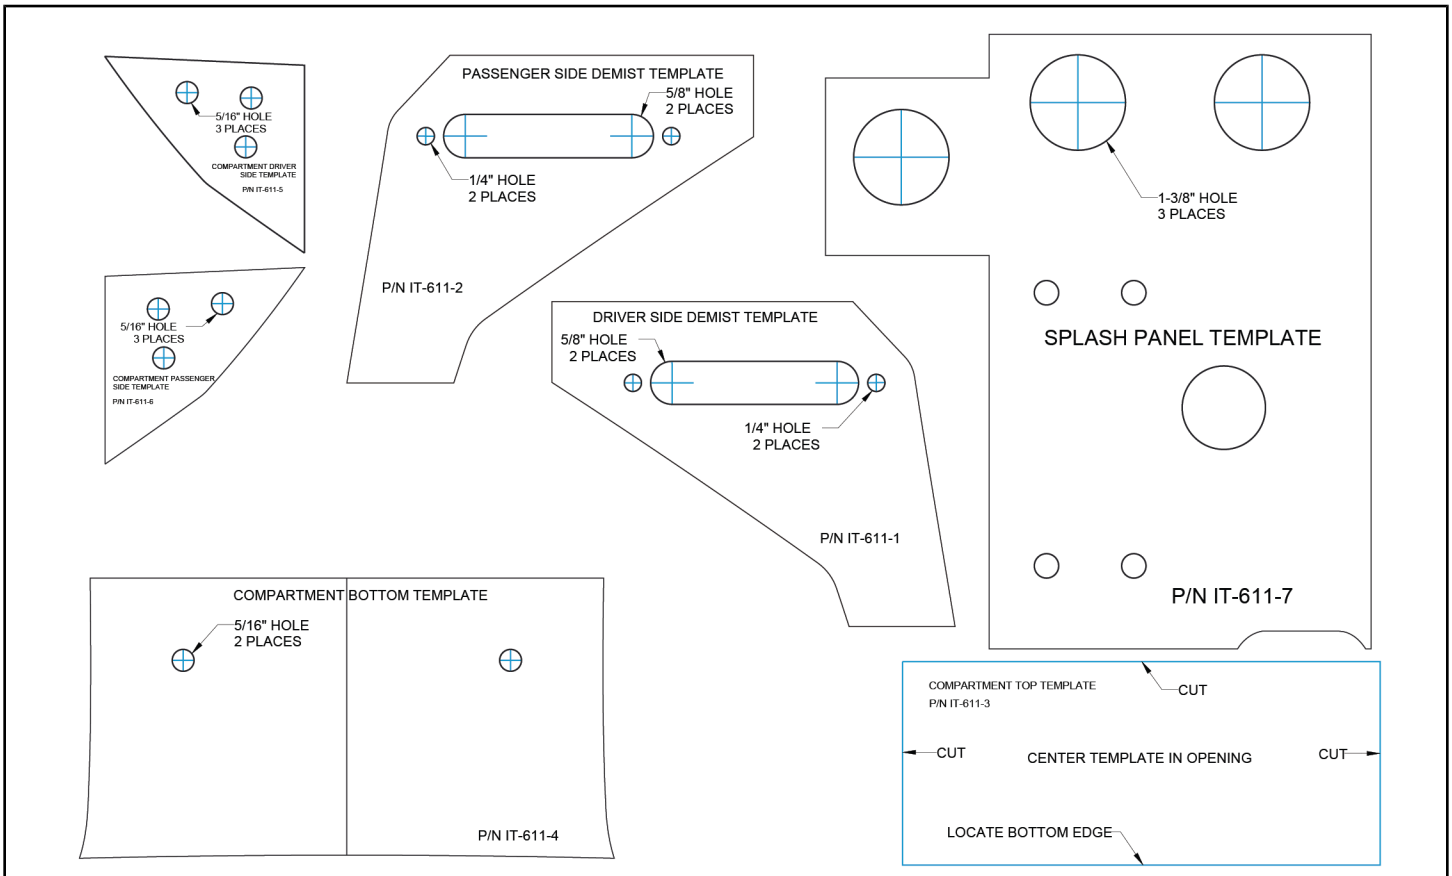 5/16" HOLE
3 PLACES
COMPARTMENT DRIVER
SIDE TEMPLATE
P/N IT-611-5
PASSENGER SIDE DEMIST TEMPLATE
5/8" HOLE
2 PLACES
1/4" HOLE
2 PLACES
P/N IT-611-2
1-3/8" HOLE
3 PLACES
SPLASH PANEL TEMPLATE
P/N IT-611-7
5/16" HOLE
3 PLACES
COMPARTMENT PASSENGER
SIDE TEMPLATE
P/N IT-611-6
DRIVER SIDE DEMIST TEMPLATE
5/8" HOLE
2 PLACES
1/4" HOLE
2 PLACES
P/N IT-611-1
COMPARTMENT BOTTOM TEMPLATE
5/16" HOLE
2 PLACES
P/N IT-611-4
COMPARTMENT TOP TEMPLATE
P/N IT-611-3
CUT
CUT
CENTER TEMPLATE IN OPENING
CUT
LOCATE BOTTOM EDGE